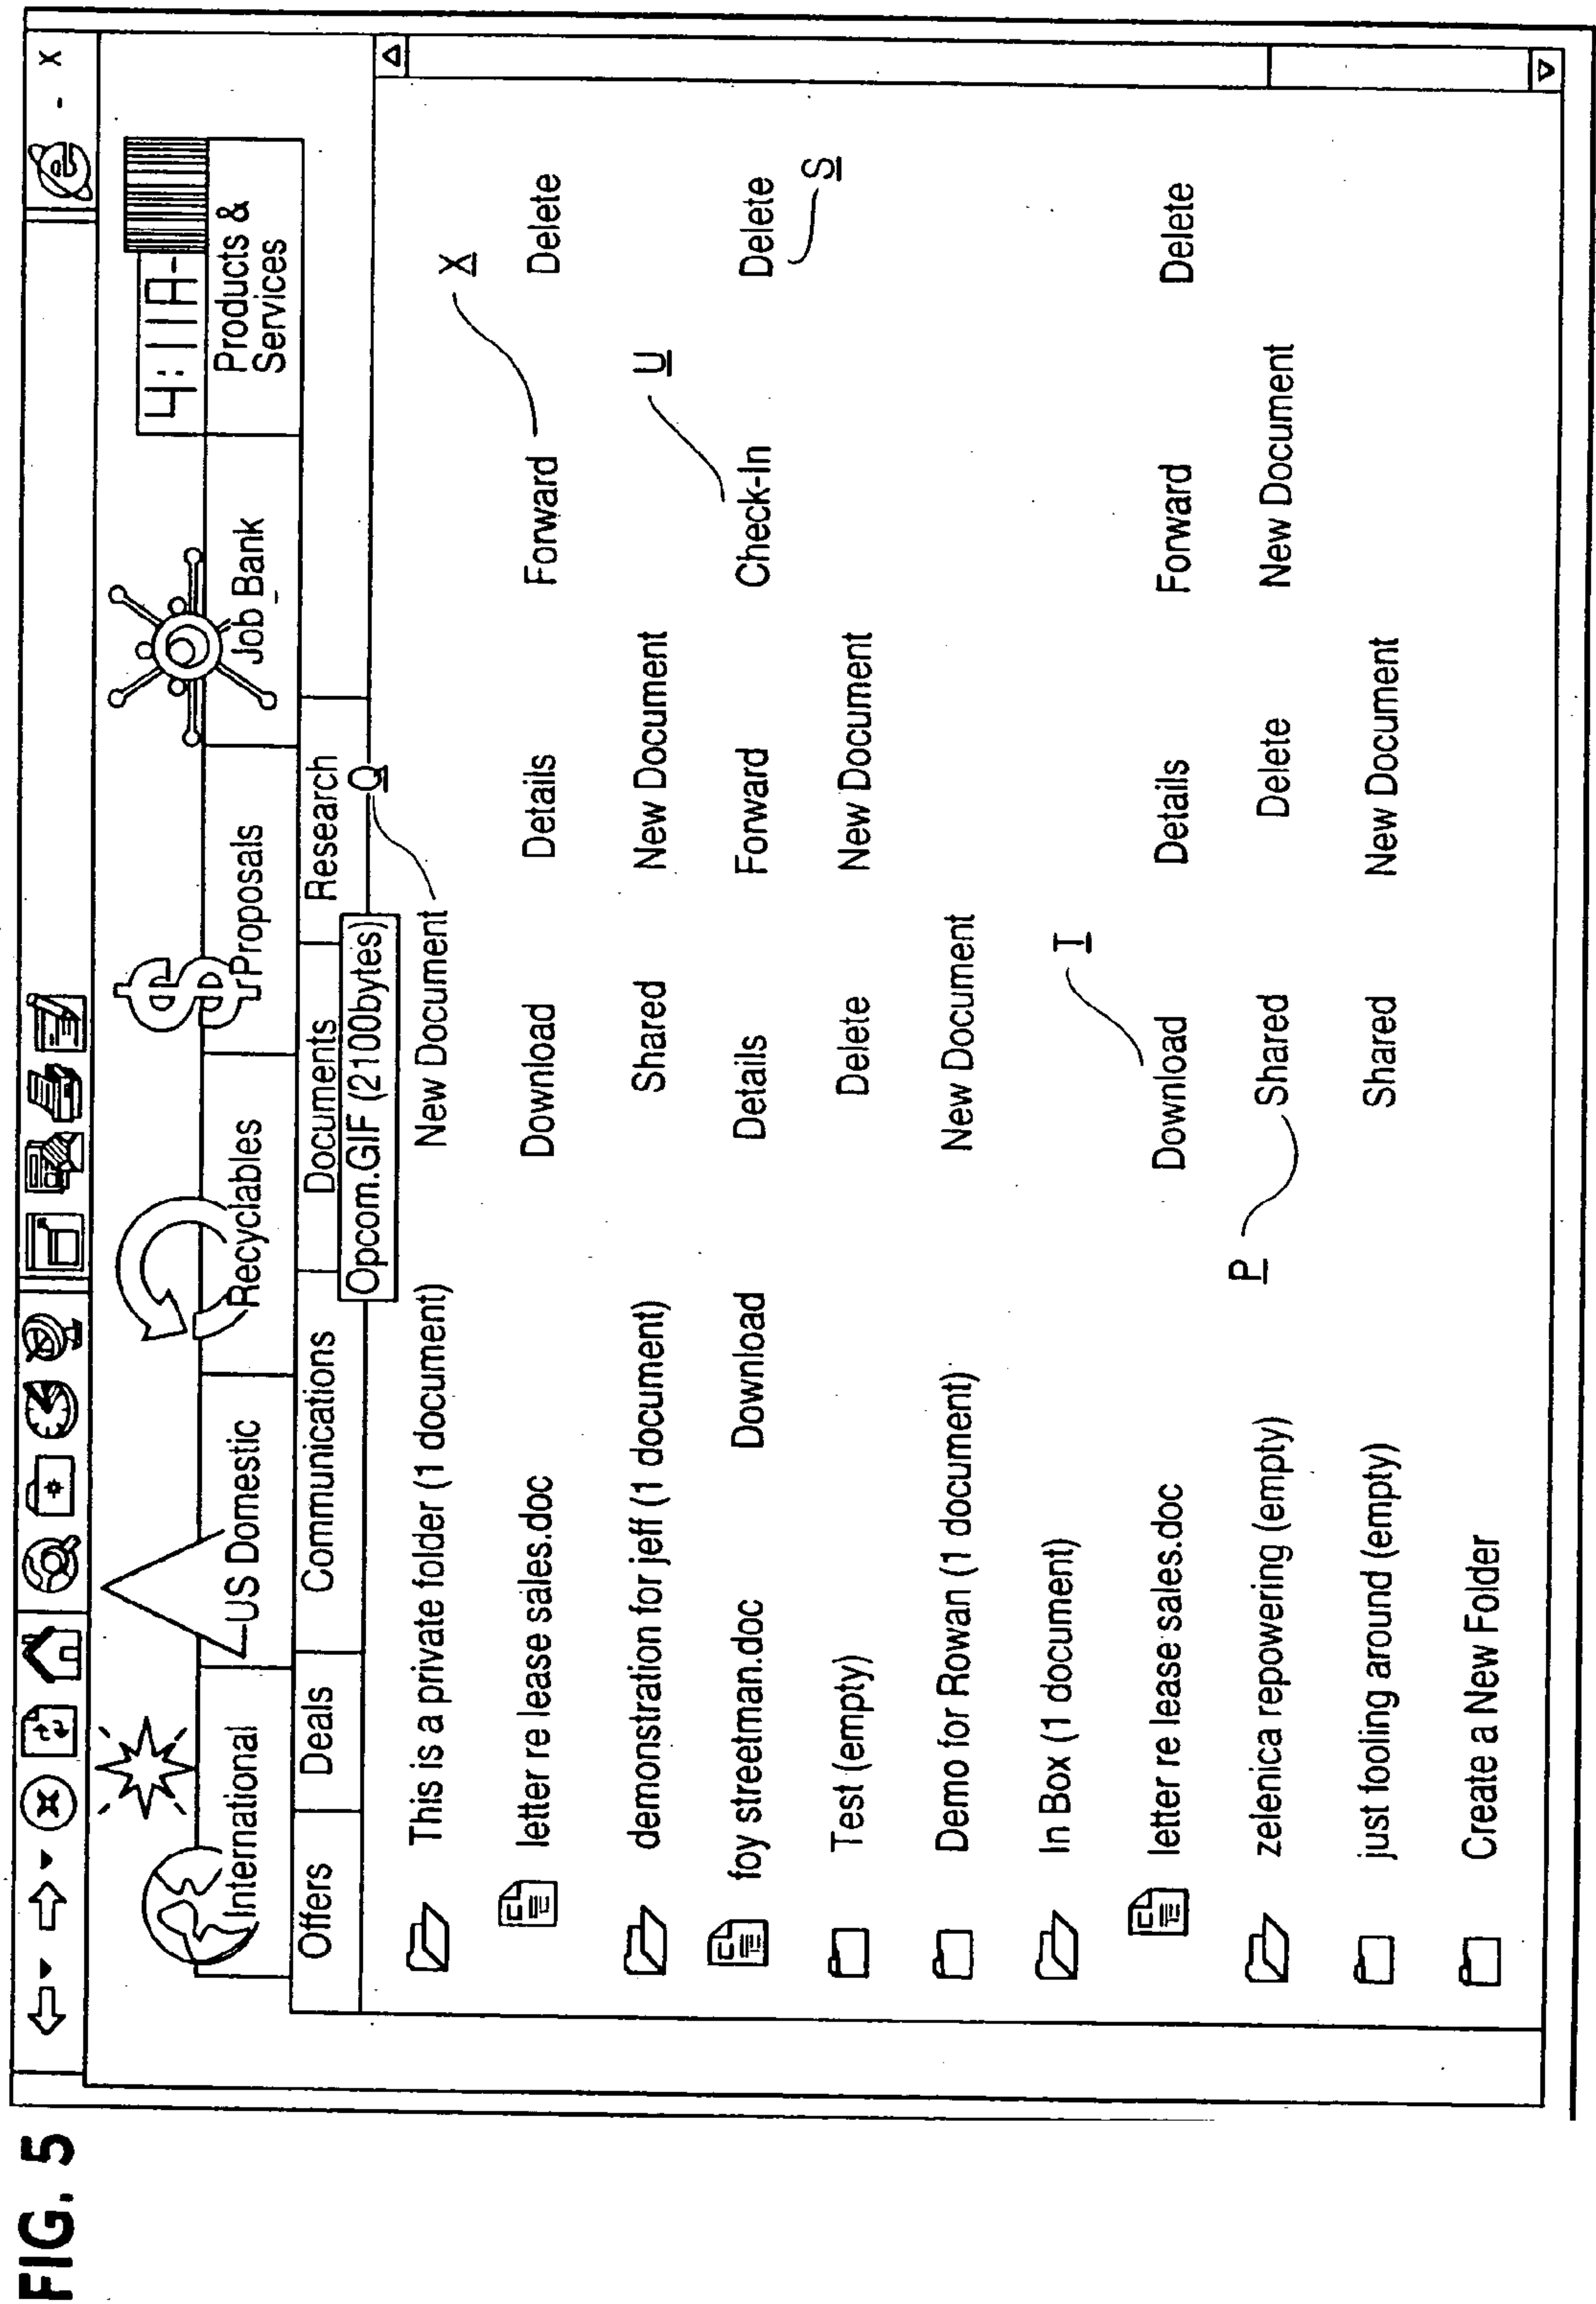 FIG. 5
- X
4:11A-
International US Domestic Recyclables Proposals Job Bank Products & Services
Offers Deals Communications Documents Research
Opcom.GIF (2100bytes)
Q
This is a private folder (1 document) New Document
X
letter re lease sales.doc Download Details Forward Delete
demonstration for jeff (1 document) Shared New Document
U
foy streetman.doc Download Details Forward Check-In Delete
S
Test (empty) Delete New Document
Demo for Rowan (1 document) New Document
In Box (1 document)
T
letter re lease sales.doc Download Details Forward Delete
P
zelenica repowering (empty) Shared Delete New Document
just tooling around (empty) Shared New Document
Create a New Folder